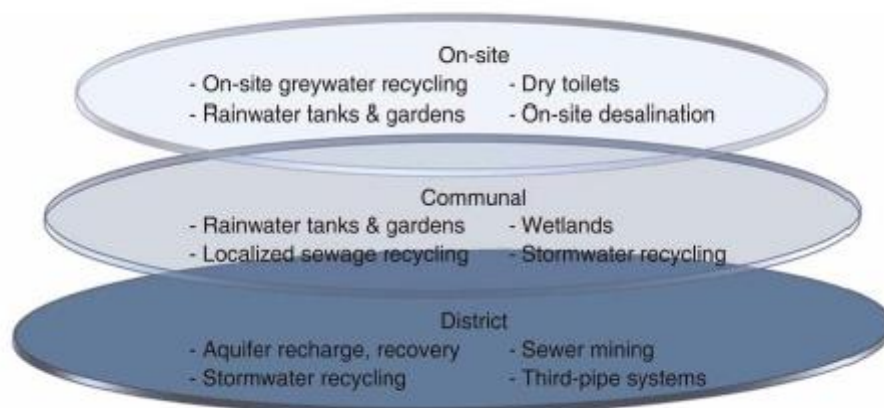 On-site
- On-site greywater recycling - Dry toilets
- Rainwater tanks & gardens - On-site desalination
Communal
- Rainwater tanks & gardens - Wetlands
- Localized sewage recycling - Stormwater recycling
District
- Aquifer recharge, recovery - Sewer mining
- Stormwater recycling - Third-pipe systems